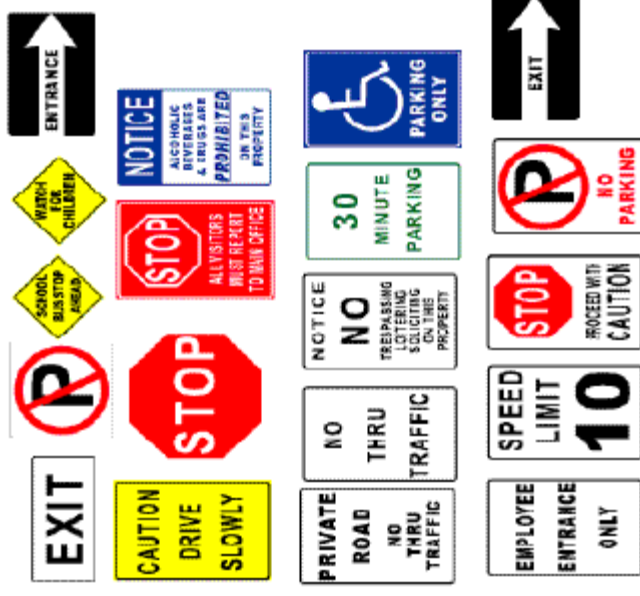 EXIT
P
SCHOOL
BUS STOP
AHEAD
WATCH
FOR
CHILDREN
ENTRANCE
CAUTION
DRIVE
SLOWLY
STOP
STOP
ALL VISITORS
MUST REPORT
TO MAIN OFFICE
NOTICE
ALCOHOLIC
BEVERAGES
& DRUGS ARE
PROHIBITED
ON THIS
PROPERTY
PRIVATE
ROAD
NO
THRU
TRAFFIC
NO
THRU
TRAFFIC
NOTICE
NO
TRESPASSING
LOITERING
SOLICITING
ON THIS
PROPERTY
30
MINUTE
PARKING
PARKING
ONLY
EMPLOYEE
ENTRANCE
ONLY
SPEED
LIMIT
10
STOP
PROCEED WITH
CAUTION
P
NO
PARKING
EXIT